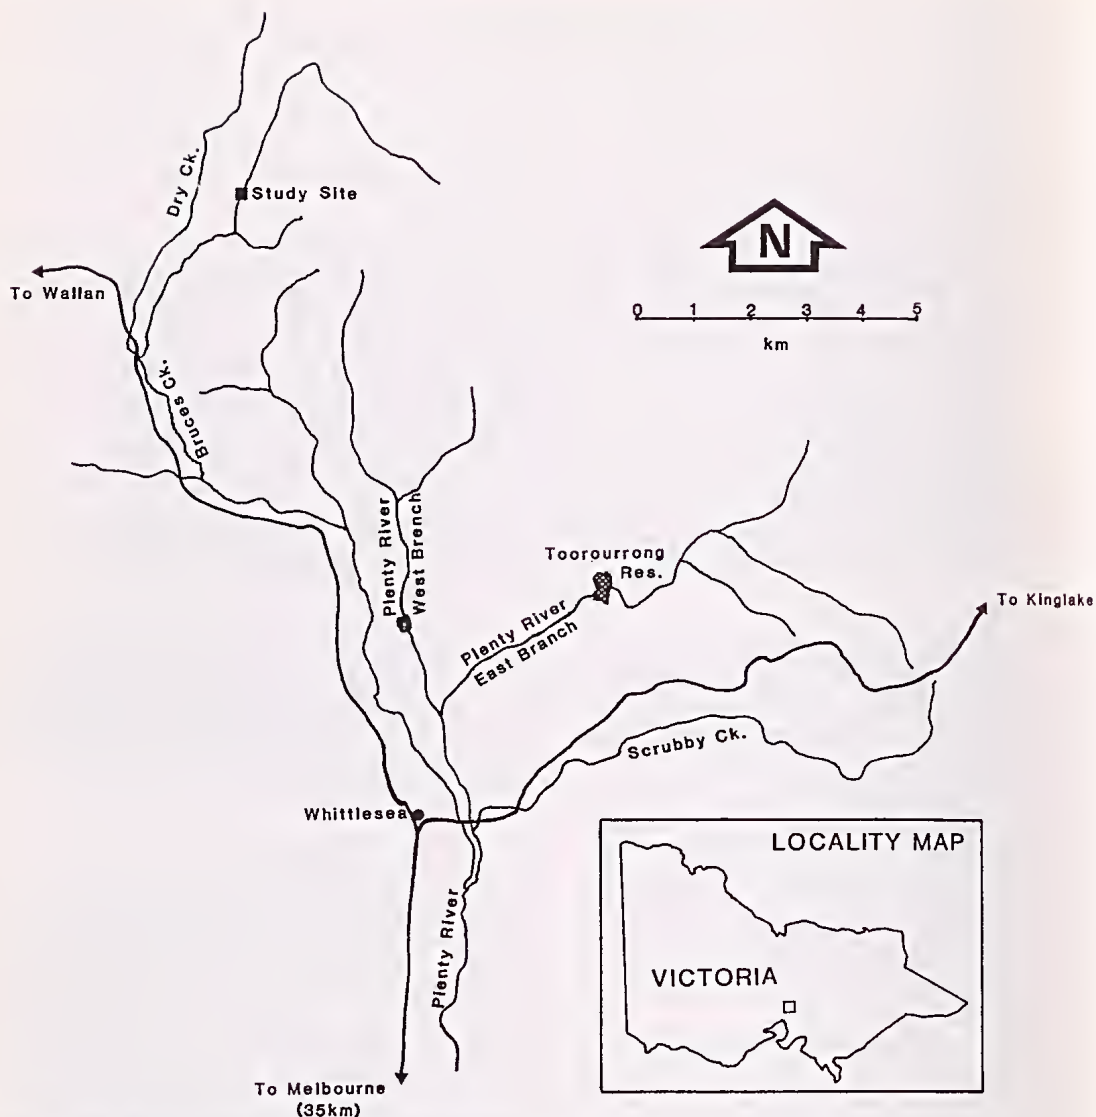 Dry Ck.
Study Site
N
To Wallan
0 1 2 3 4 5
km
Bruces Ck.
Plenty River
West Brench
Toorourrong
Res.
Plenty River
East Branch
To Kinglake
Scrubby Ck.
Whittlesea
Plenty River
To Melbourne
(35km)
LOCALITY MAP
VICTORIA